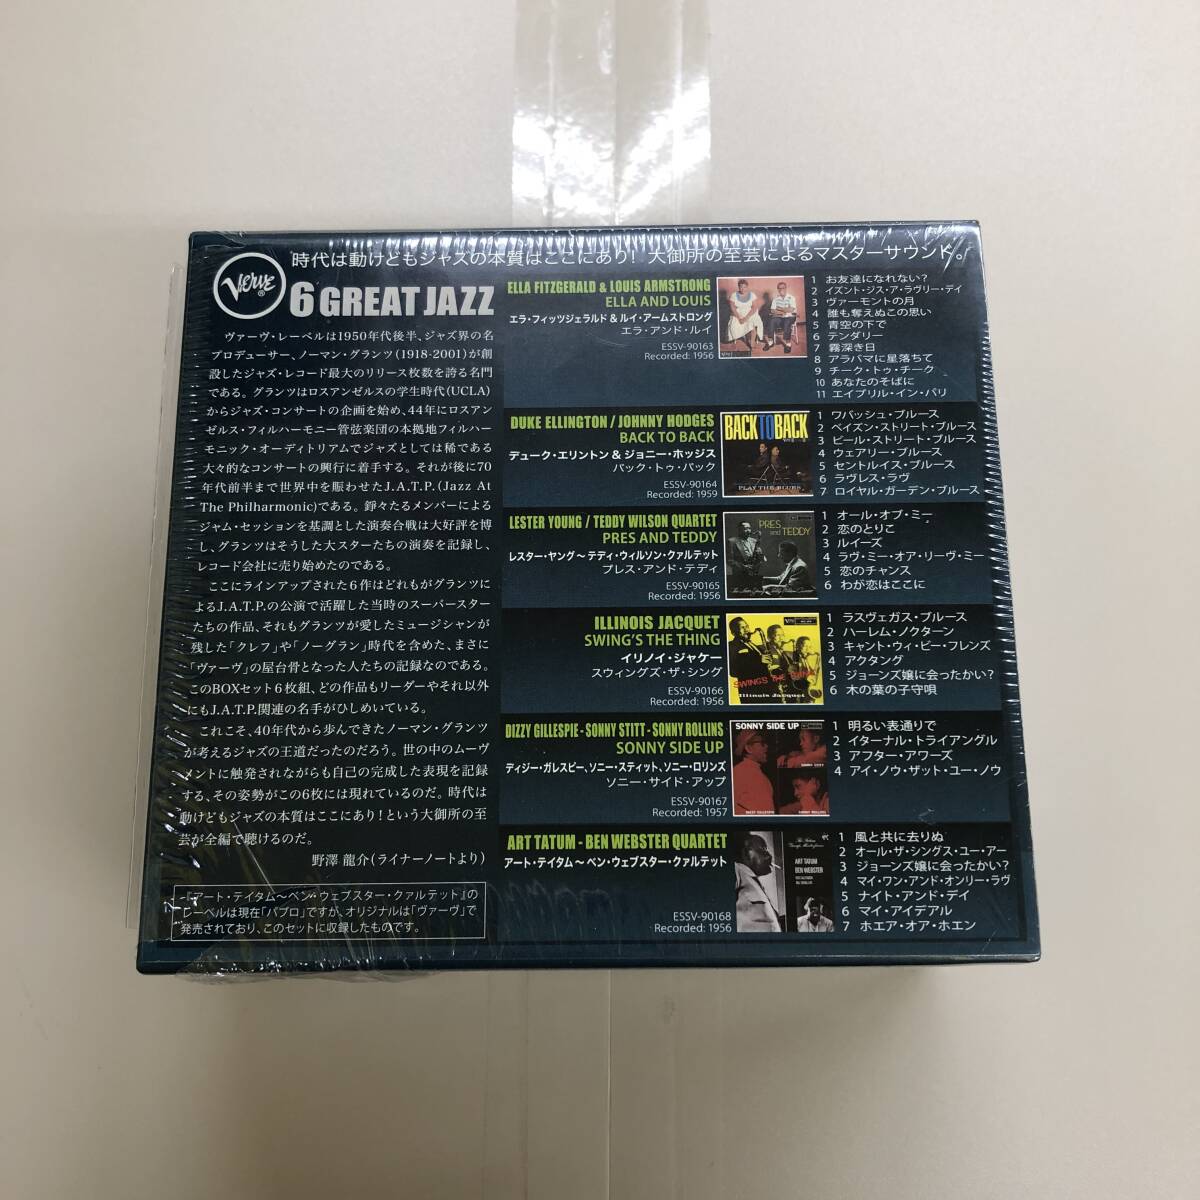 時代は動けどもジャズの本質はここにあり! 大御所の至芸によるマスターサウンド。
Verve®
6 GREAT JAZZ
ヴァーヴ・レーベルは1950年代後半、ジャズ界の名
プロデューサー、ノーマン・グランツ(1918-2001)が創
設したジャズ・レコード最大のリリース枚数を誇る名門
である。グランツはロスアンゼルスの学生時代(UCLA)
からジャズ・コンサートの企画を始め、44年にロスアン
ゼルス・フィルハーモニー管弦楽団の本拠地フィルハー
モニック・オーディトリアムでジャズとしては稀である
大々的なコンサートの興行に着手する。それが後に70
年代前半まで世界中を賑わせたJ.A.T.P.(Jazz At
The Philharmonic)である。錚々たるメンバーによる
ジャム・セッションを基調とした演奏合戦は大好評を博
し、グランツはそうした大スターたちの演奏を記録し、
レコード会社に売り始めたのである。
ここにラインアップされた6作はどれもがグランツに
よるJ.A.T.P.の公演で活躍した当時のスーパースター
たちの作品、それもグランツが愛したミュージシャンが
残した「クレフ」や「ノーグラン」時代を含めた、まさに
「ヴァーヴ」の屋台骨となった人たちの記録なのである。
このBOXセット6枚組、どの作品もリーダーやそれ以外
にもJ.A.T.P.関連の名手がひしめいている。
これこそ、40年代から歩んできたノーマン・グランツ
が考えるジャズの王道だったのだろう。世の中のムーヴ
メントに触発されながらも自己の完成した表現を記録
する、その姿勢がこの6枚には現れているのだ。時代は
動けどもジャズの本質はここにあり!という大御所の至
芸が全編で聴けるのだ。
野澤 龍介(ライナーノートより)
『アート・テイタム～ベン・ウェブスター・クァルテット』の
レーベルは現在「パブロ」ですが、オリジナルは「ヴァーヴ」で
発売されており、このセットに収録したものです。
ELLA FITZGERALD & LOUIS ARMSTRONG
ELLA AND LOUIS
エラ・フィッツジェラルド & ルイ・アームストロング
エラ・アンド・ルイ
ESSV-90163
Recorded: 1956
1 お友達になれない?
2 イズント・ジス・ア・ラヴリー・デイ
3 ヴァーモントの月
4 誰も奪えぬこの思い
5 青空の下で
6 テンダリー
7 霧深き日
8 アラバマに星落ちて
9 チーク・トゥ・チーク
10 あなたのそばに
11 エイプリル・イン・パリ
DUKE ELLINGTON / JOHNNY HODGES
BACK TO BACK
デューク・エリントン & ジョニー・ホッジス
バック・トゥ・バック
ESSV-90164
Recorded: 1959
BACK TO BACK
PLAY THE BLUES
1 ワバッシュ・ブルース
2 ベイズン・ストリート・ブルース
3 ビール・ストリート・ブルース
4 ウェアリー・ブルース
5 セントルイス・ブルース
6 ラヴレス・ラヴ
7 ロイヤル・ガーデン・ブルース
LESTER YOUNG / TEDDY WILSON QUARTET
PRES AND TEDDY
レスター・ヤング～テディ・ウィルソン・クァルテット
プレス・アンド・テディ
ESSV-90165
Recorded: 1956
PRES
and TEDDY
1 オール・オブ・ミー
2 恋のとりこ
3 ルイーズ
4 ラヴ・ミー・オア・リーヴ・ミー
5 恋のチャンス
6 わが恋はここに
ILLINOIS JACQUET
SWING'S THE THING
イリノイ・ジャケー
スウィングズ・ザ・シング
ESSV-90166
Recorded: 1956
SWING'S THE THING
Illinois Jacquet
1 ラスヴェガス・ブルース
2 ハーレム・ノクターン
3 キャント・ウィ・ビー・フレンズ
4 アクタング
5 ジョーンズ嬢に会ったかい?
6 木の葉の子守唄
DIZZY GILLESPIE - SONNY STITT - SONNY ROLLINS
SONNY SIDE UP
ディジー・ガレスピー、ソニー・スティット、ソニー・ロリンズ
ソニー・サイド・アップ
ESSV-90167
Recorded: 1957
SONNY SIDE UP
DIZZY GILLESPIE
SONNY ROLLINS
1 明るい表通りで
2 イターナル・トライアングル
3 アフター・アワーズ
4 アイ・ノウ・ザット・ユー・ノウ
ART TATUM - BEN WEBSTER QUARTET
アート・テイタム～ベン・ウェブスター・クァルテット
ESSV-90168
Recorded: 1956
ART TATUM
BEN WEBSTER
1 風と共に去りぬ
2 オール・ザ・シングス・ユー・アー
3 ジョーンズ嬢に会ったかい?
4 マイ・ワン・アンド・オンリー・ラヴ
5 ナイト・アンド・デイ
6 マイ・アイデアル
7 ホエア・オア・ホエン